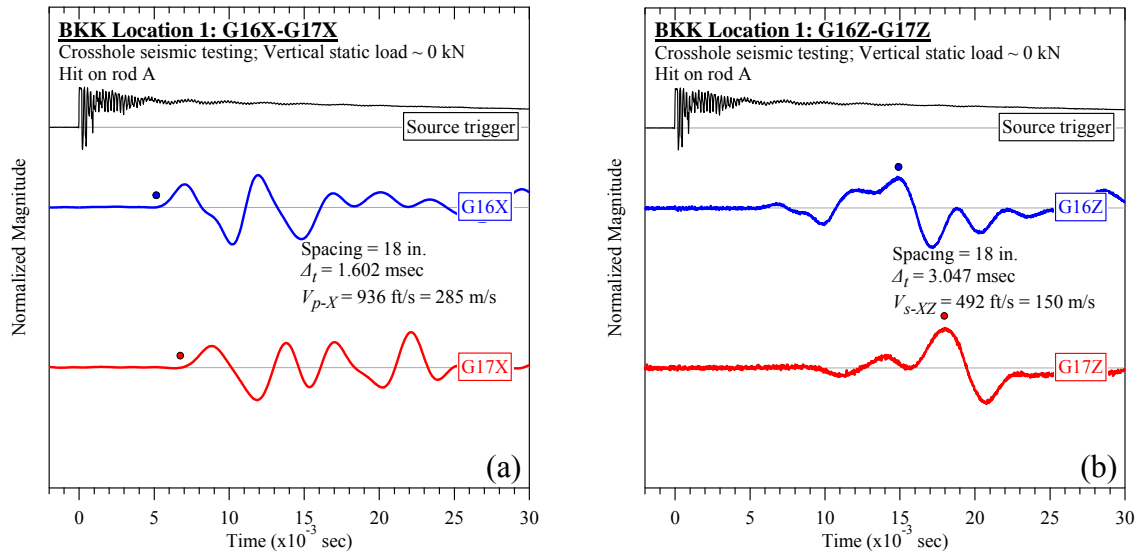 BKK Location 1: G16X-G17X
Crosshole seismic testing; Vertical static load ~ 0 kN
Hit on rod A
Source trigger
G16X
Spacing = 18 in.
Δt = 1.602 msec
Vp-X = 936 ft/s = 285 m/s
G17X
(a)
Normalized Magnitude
0 5 10 15 20 25 30
Time (x10-3 sec)
BKK Location 1: G16Z-G17Z
Crosshole seismic testing; Vertical static load ~ 0 kN
Hit on rod A
Source trigger
G16Z
Spacing = 18 in.
Δt = 3.047 msec
Vs-XZ = 492 ft/s = 150 m/s
G17Z
(b)
Normalized Magnitude
0 5 10 15 20 25 30
Time (x10-3 sec)